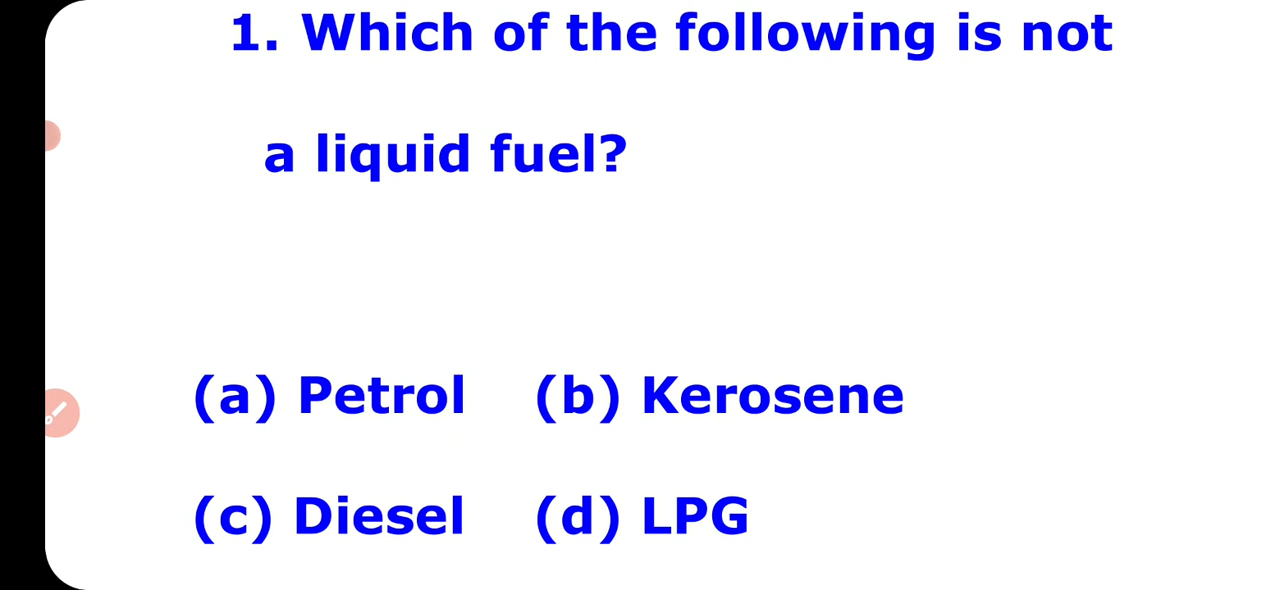 1. Which of the following is not
a liquid fuel?
(a) Petrol (b) Kerosene
(c) Diesel (d) LPG